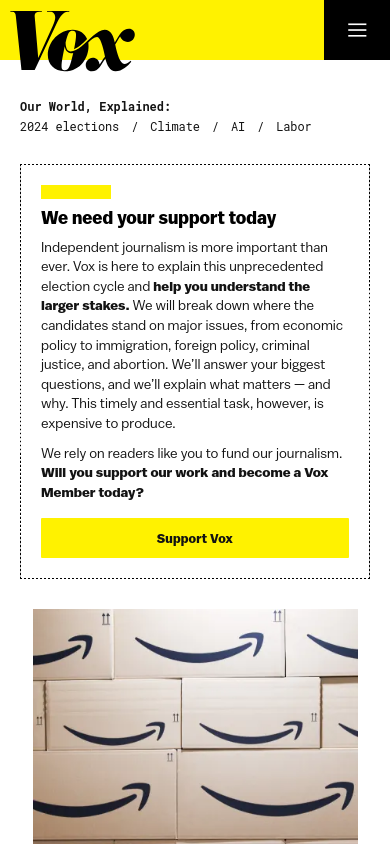 Vox
Our World, Explained:
2024 elections / Climate / AI / Labor
We need your support today
Independent journalism is more important than
ever. Vox is here to explain this unprecedented
election cycle and help you understand the
larger stakes. We will break down where the
candidates stand on major issues, from economic
policy to immigration, foreign policy, criminal
justice, and abortion. We’ll answer your biggest
questions, and we’ll explain what matters — and
why. This timely and essential task, however, is
expensive to produce.
We rely on readers like you to fund our journalism.
Will you support our work and become a Vox
Member today?
Support Vox